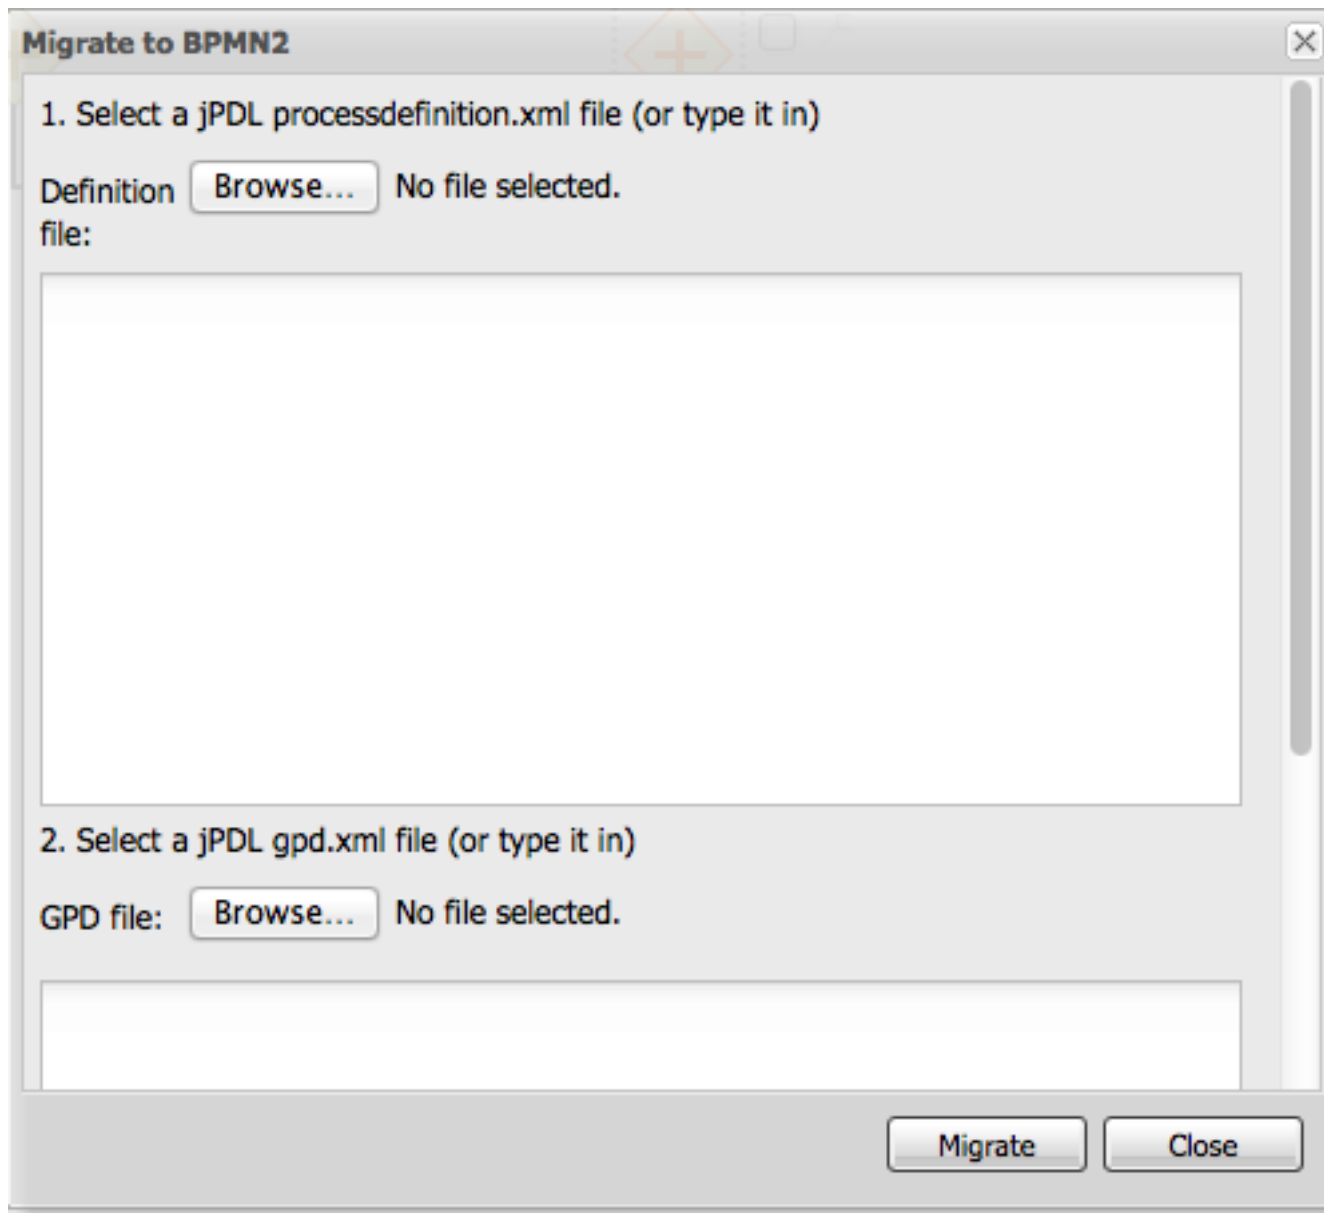 Migrate to BPMN2
1. Select a jPDL processdefinition.xml file (or type it in)
Definition file:
Browse... No file selected.
2. Select a jPDL gpd.xml file (or type it in)
GPD file: Browse... No file selected.
Migrate Close